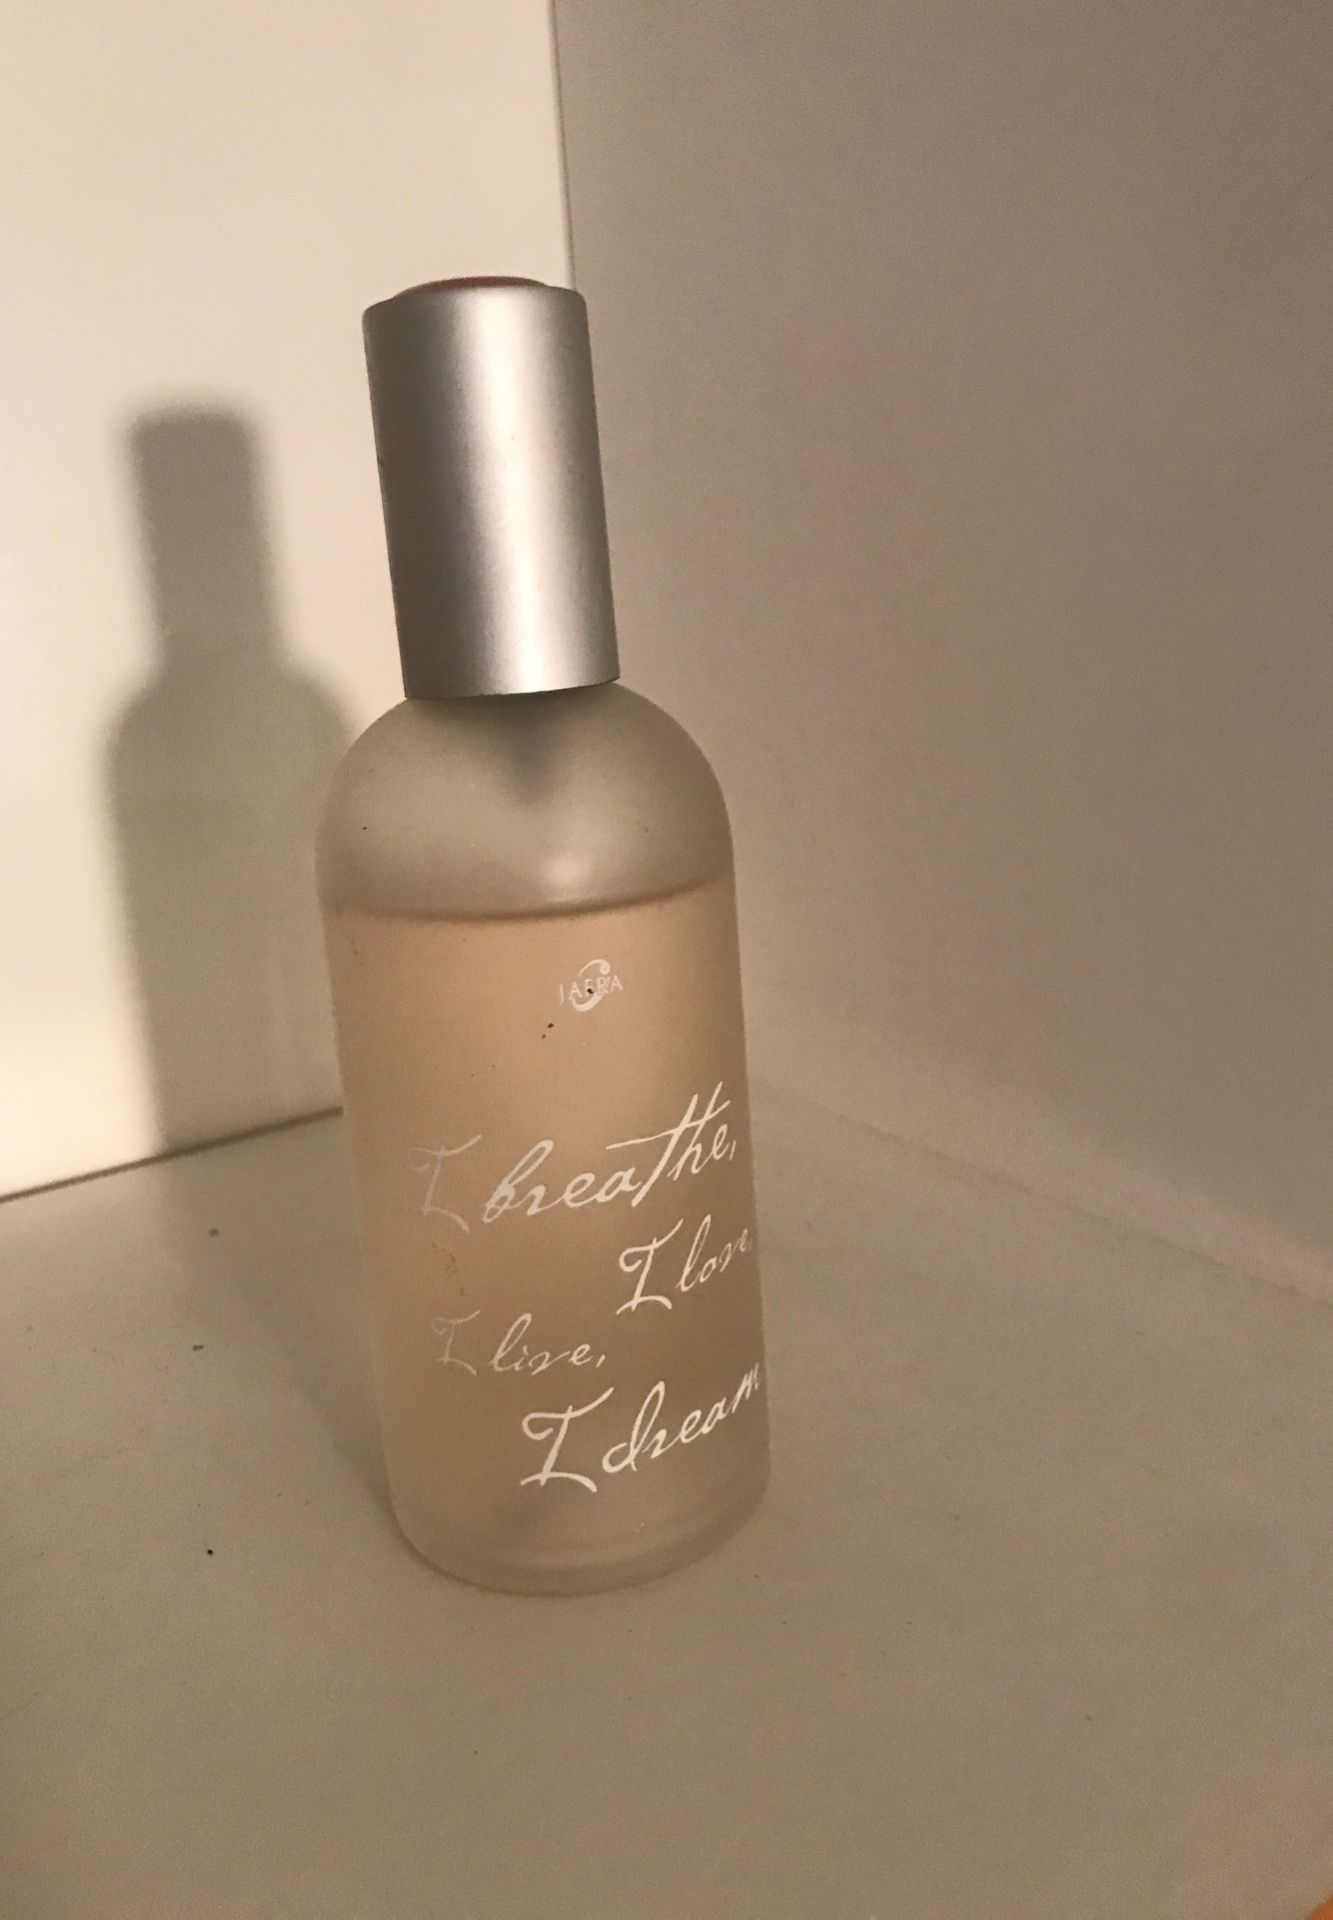 JAFRA
I breathe,
I love,
I live,
I dream